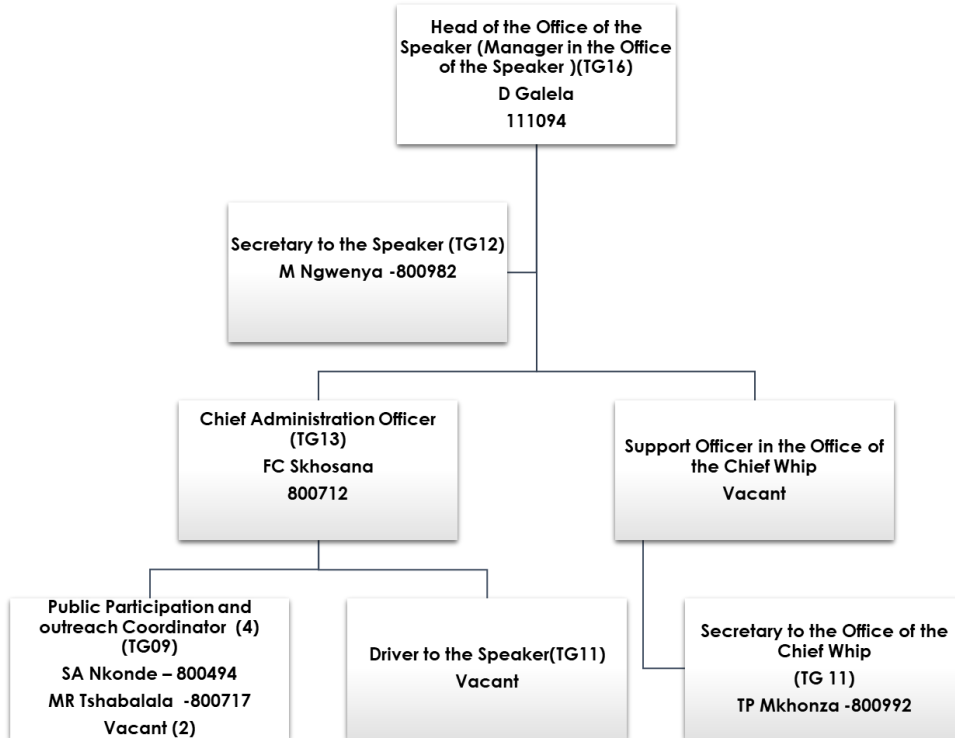 Head of the Office of the
Speaker (Manager in the Office
of the Speaker )(TG16)
D Galela
111094
Secretary to the Speaker (TG12)
M Ngwenya -800982
Chief Administration Officer
(TG13)
FC Skhosana
800712
Support Officer in the Office of
the Chief Whip
Vacant
Public Participation and
outreach Coordinator (4)
(TG09)
SA Nkonde – 800494
MR Tshabalala -800717
Vacant (2)
Driver to the Speaker(TG11)
Vacant
Secretary to the Office of the
Chief Whip
(TG 11)
TP Mkhonza -800992